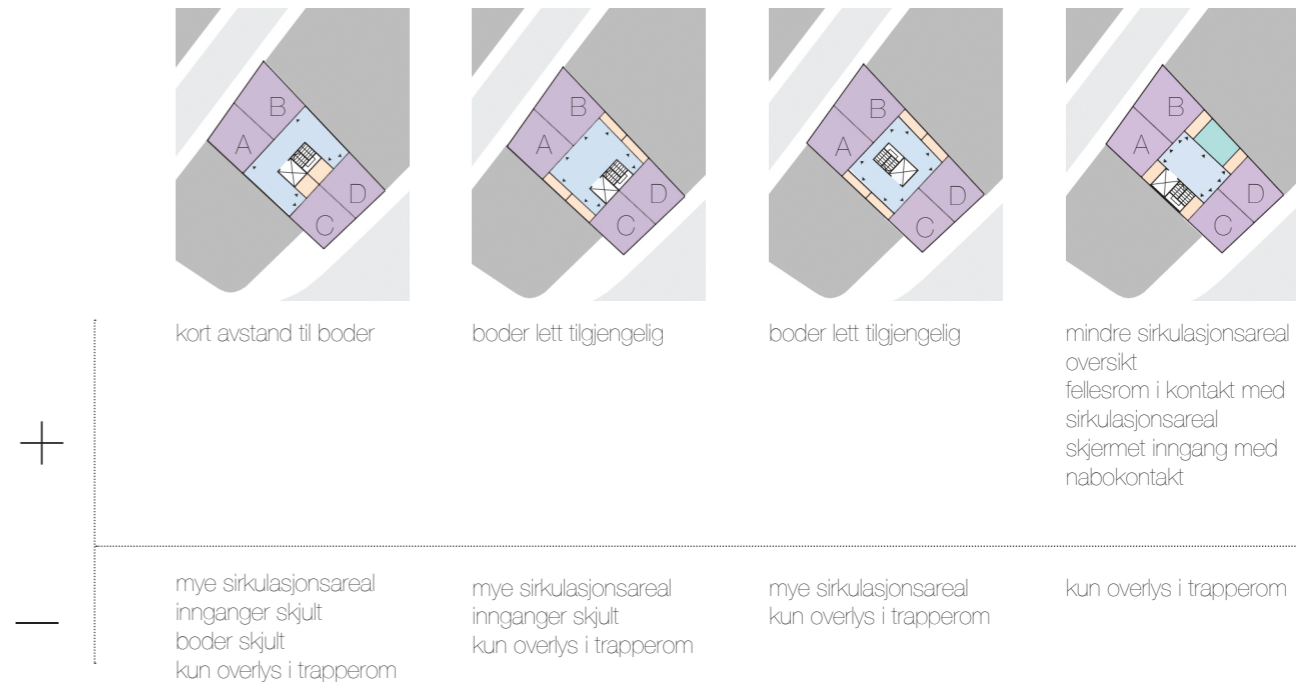 B
A
D
C
B
A
D
C
B
A
D
C
B
A
D
C
kort avstand til boder
boder lett tilgjengelig
boder lett tilgjengelig
mindre sirkulasjonsareal
oversikt
fellesrom i kontakt med
sirkulasjonsareal
skjermet inngang med
nabokontakt
+
mye sirkulasjonsareal
innganger skjult
boder skjult
kun overlys i trapperom
mye sirkulasjonsareal
innganger skjult
kun overlys i trapperom
mye sirkulasjonsareal
kun overlys i trapperom
kun overlys i trapperom
—